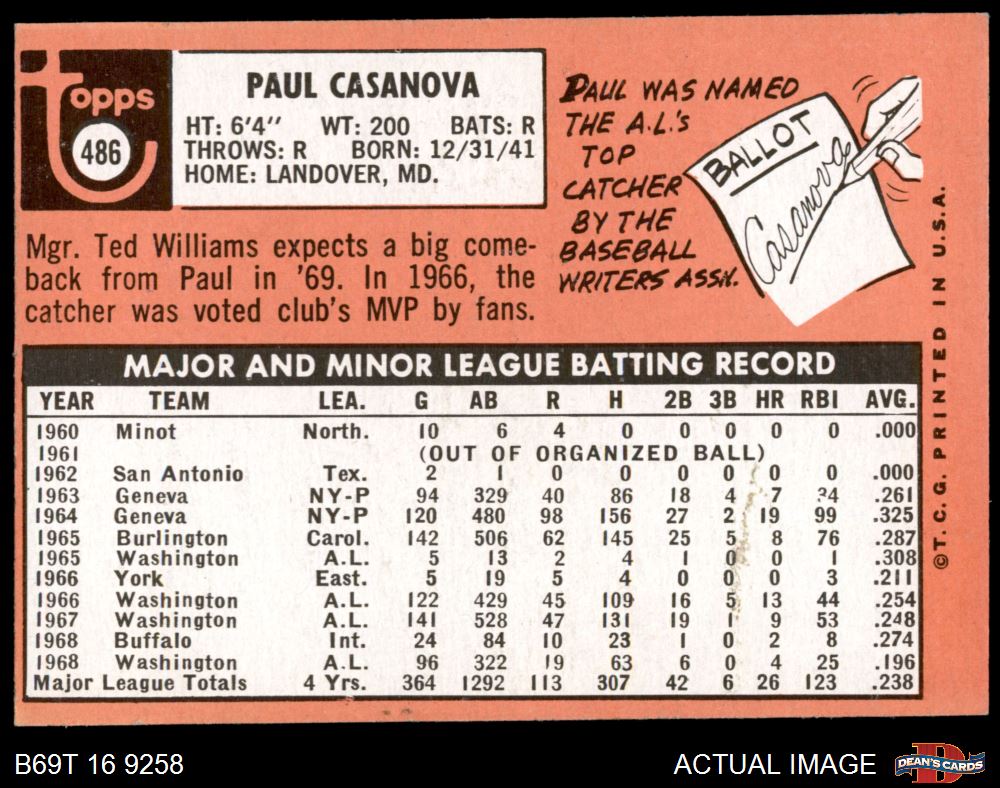 topps
486
PAUL CASANOVA
HT: 6'4" WT: 200 BATS: R
THROWS: R BORN: 12/31/41
HOME: LANDOVER, MD.
Mgr. Ted Williams expects a big come-
back from Paul in '69. In 1966, the
catcher was voted club's MVP by fans.
PAUL WAS NAMED
THE A.L.'s
TOP
CATCHER
BY THE
BASEBALL
WRITERS ASSN.
BALLOT
Casanova
MAJOR AND MINOR LEAGUE BATTING RECORD
YEAR TEAM LEA. G AB R H 2B 3B HR RBI AVG.
1960 Minot North. 10 6 4 0 0 0 0 0 .000
1961 (OUT OF ORGANIZED BALL)
1962 San Antonio Tex. 2 1 0 0 0 0 0 0 .000
1963 Geneva NY-P 94 329 40 86 18 4 7 34 .261
1964 Geneva NY-P 120 480 98 156 27 2 19 99 .325
1965 Burlington Carol. 142 506 62 145 25 5 8 76 .287
1965 Washington A.L. 5 13 2 4 1 0 0 1 .308
1966 York East. 5 19 5 4 0 0 0 3 .211
1966 Washington A.L. 122 429 45 109 16 5 13 44 .254
1967 Washington A.L. 141 528 47 131 19 1 9 53 .248
1968 Buffalo Int. 24 84 10 23 1 0 2 8 .274
1968 Washington A.L. 96 322 19 63 6 0 4 25 .196
Major League Totals 4 Yrs. 364 1292 113 307 42 6 26 123 .238
©T.C.G. PRINTED IN U.S.A.
B69T 16 9258
ACTUAL IMAGE
DEAN'S CARDS